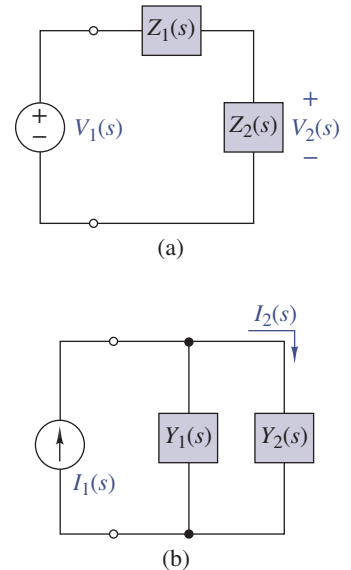 Z1(s)
+
−
V1(s)
Z2(s)
+
V2(s)
−
(a)
I2(s)
I1(s)
Y1(s)
Y2(s)
(b)